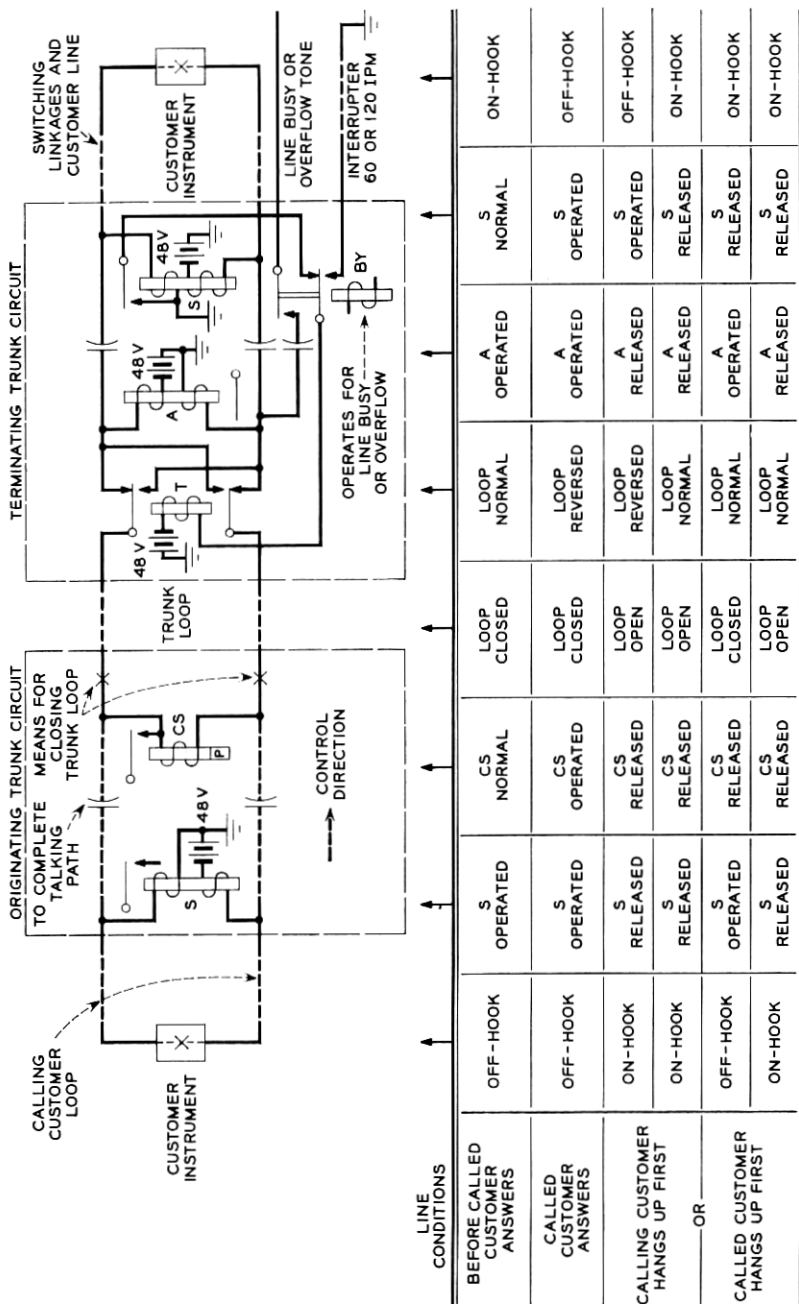 ORIGINATING TRUNK CIRCUIT
TERMINATING TRUNK CIRCUIT
CALLING
CUSTOMER
LOOP
CUSTOMER
INSTRUMENT
TO COMPLETE
TALKING
PATH
S
48V
MEANS FOR
CLOSING
TRUNK LOOP
CS
P
CONTROL
DIRECTION
TRUNK
LOOP
48V
T
A
48V
S
48V
OPERATES FOR
LINE BUSY
OR OVERFLOW
BY
SWITCHING
LINKAGES AND
CUSTOMER LINE
CUSTOMER
INSTRUMENT
LINE BUSY OR
OVERFLOW TONE
INTERRUPTER
60 OR 120 IPM
LINE
CONDITIONS
BEFORE CALLED
CUSTOMER
ANSWERS
OFF-HOOK
S
OPERATED
CS
NORMAL
LOOP
CLOSED
LOOP
NORMAL
A
OPERATED
S
NORMAL
ON-HOOK
CALLED
CUSTOMER
ANSWERS
OFF-HOOK
S
OPERATED
CS
OPERATED
LOOP
CLOSED
LOOP
REVERSED
A
OPERATED
S
OPERATED
OFF-HOOK
CALLING CUSTOMER
HANGS UP FIRST
ON-HOOK
S
RELEASED
CS
RELEASED
LOOP
OPEN
LOOP
REVERSED
A
RELEASED
S
OPERATED
OFF-HOOK
ON-HOOK
S
RELEASED
CS
RELEASED
LOOP
OPEN
LOOP
NORMAL
A
RELEASED
S
RELEASED
ON-HOOK
OR
CALLED CUSTOMER
HANGS UP FIRST
OFF-HOOK
S
OPERATED
CS
RELEASED
LOOP
CLOSED
LOOP
NORMAL
A
OPERATED
S
RELEASED
ON-HOOK
ON-HOOK
S
RELEASED
CS
RELEASED
LOOP
OPEN
LOOP
NORMAL
A
RELEASED
S
RELEASED
ON-HOOK